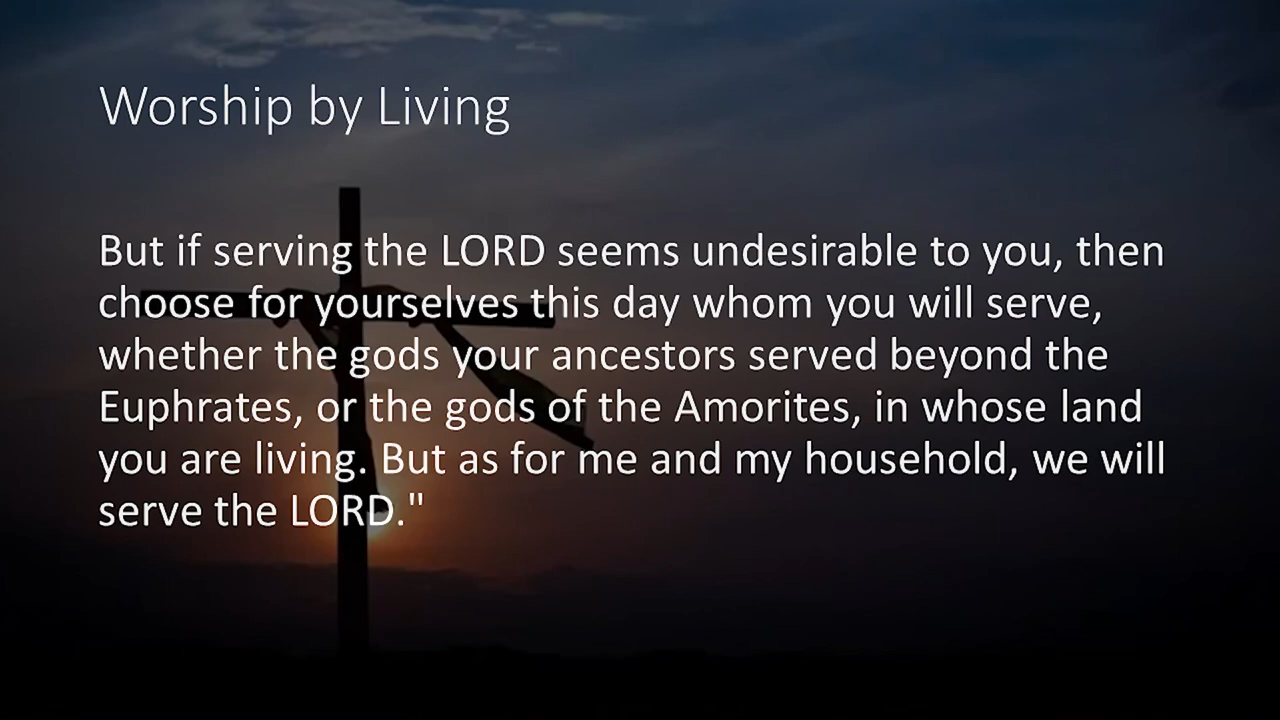 Worship by Living
But if serving the LORD seems undesirable to you, then
choose for yourselves this day whom you will serve,
whether the gods your ancestors served beyond the
Euphrates, or the gods of the Amorites, in whose land
you are living. But as for me and my household, we will
serve the LORD."